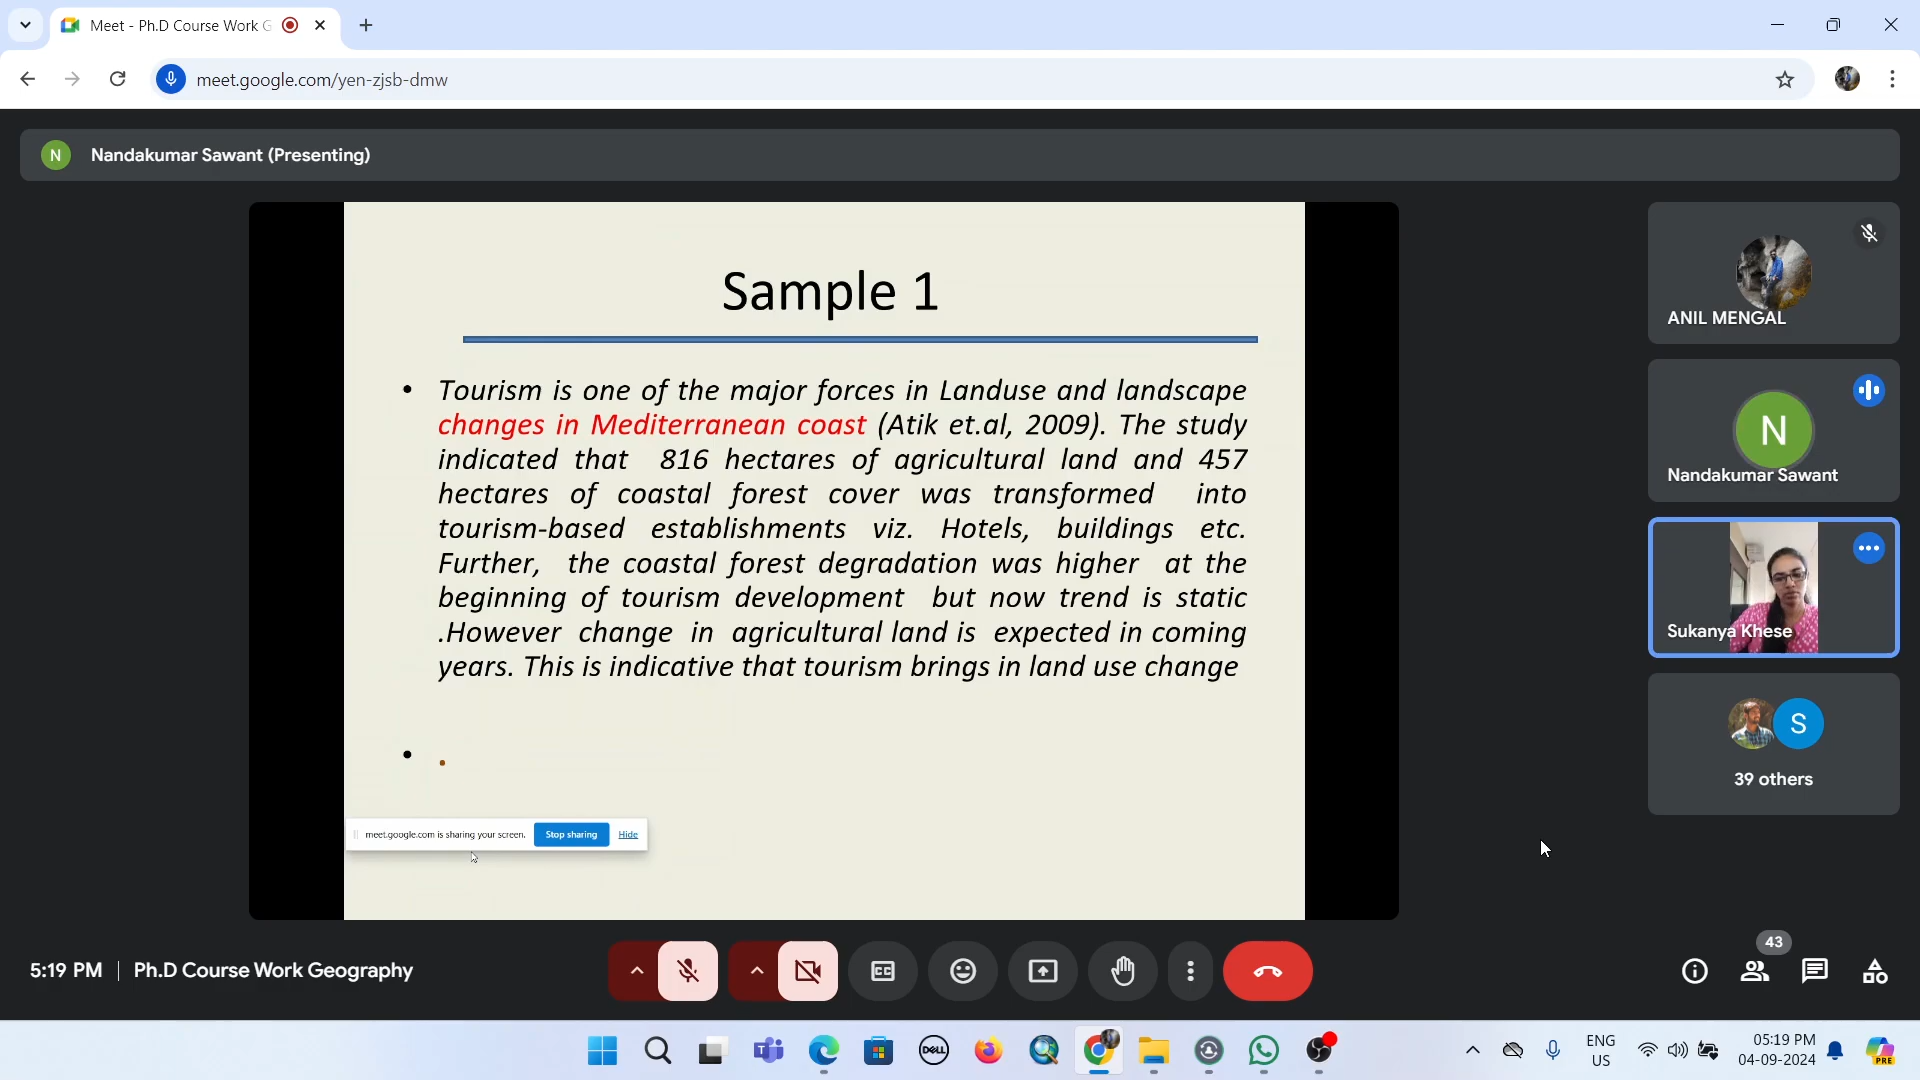 Meet - Ph.D Course Work G
meet.google.com/yen-zjsb-dmw
N
Nandakumar Sawant (Presenting)
Sample 1
• Tourism is one of the major forces in Landuse and landscape
changes in Mediterranean coast (Atik et.al, 2009). The study
indicated that 816 hectares of agricultural land and 457
hectares of coastal forest cover was transformed into
tourism-based establishments viz. Hotels, buildings etc.
Further, the coastal forest degradation was higher at the
beginning of tourism development but now trend is static
.However change in agricultural land is expected in coming
years. This is indicative that tourism brings in land use change
• .
meet.google.com is sharing your screen. Stop sharing Hide
ANIL MENGAL
N
Nandakumar Sawant
Sukanya Khese
S
39 others
5:19 PM | Ph.D Course Work Geography
CC
43
DELL
ENG
US
05:19 PM
04-09-2024
PRE